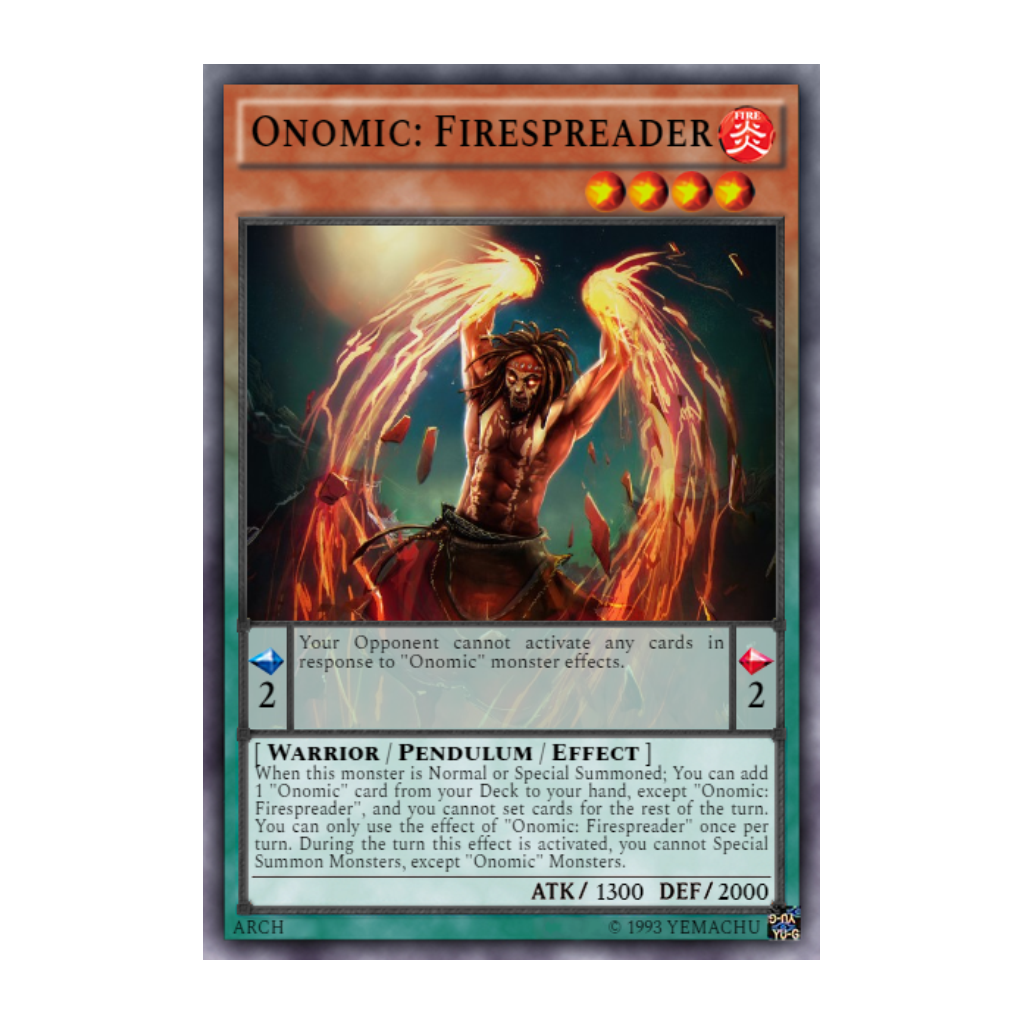 ONOMIC: FIRESPREADER
FIRE
炎
Your Opponent cannot activate any cards in
response to "Onomic" monster effects.
2
2
[ WARRIOR / PENDULUM / EFFECT ]
When this monster is Normal or Special Summoned; You can add
1 "Onomic" card from your Deck to your hand, except "Onomic:
Firespreader", and you cannot set cards for the rest of the turn.
You can only use the effect of "Onomic: Firespreader" once per
turn. During the turn this effect is activated, you cannot Special
Summon Monsters, except "Onomic" Monsters.
ATK/ 1300 DEF/ 2000
ARCH
© 1993 YEMACHU
YU-G